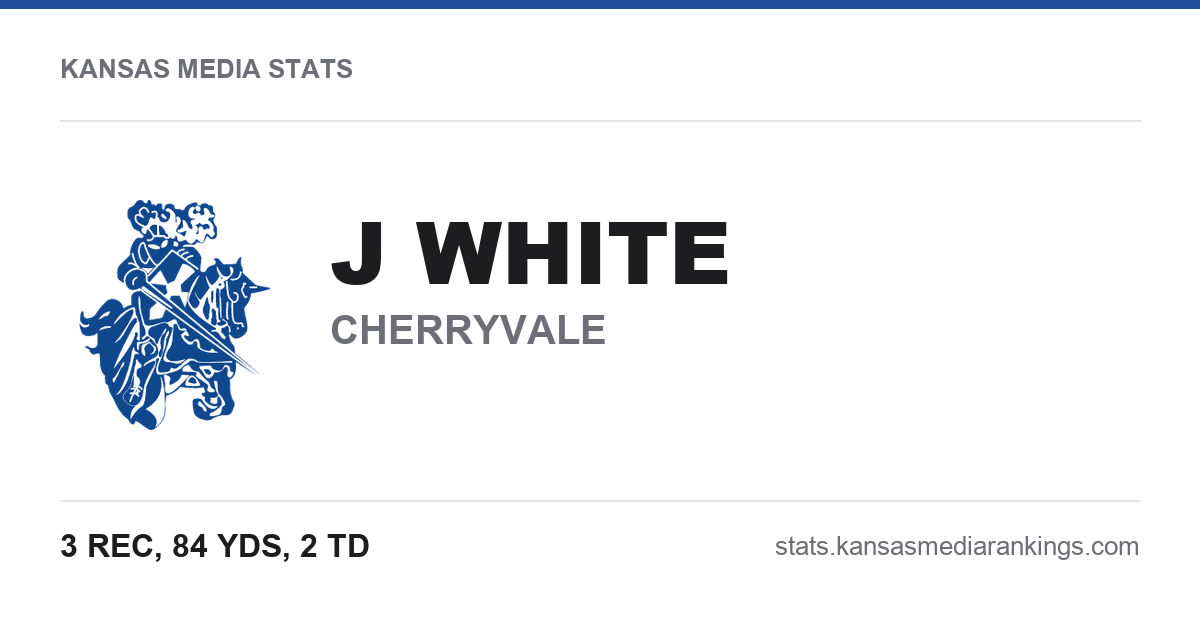 KANSAS MEDIA STATS
J WHITE
CHERRYVALE
3 REC, 84 YDS, 2 TD
stats.kansasmediarankings.com